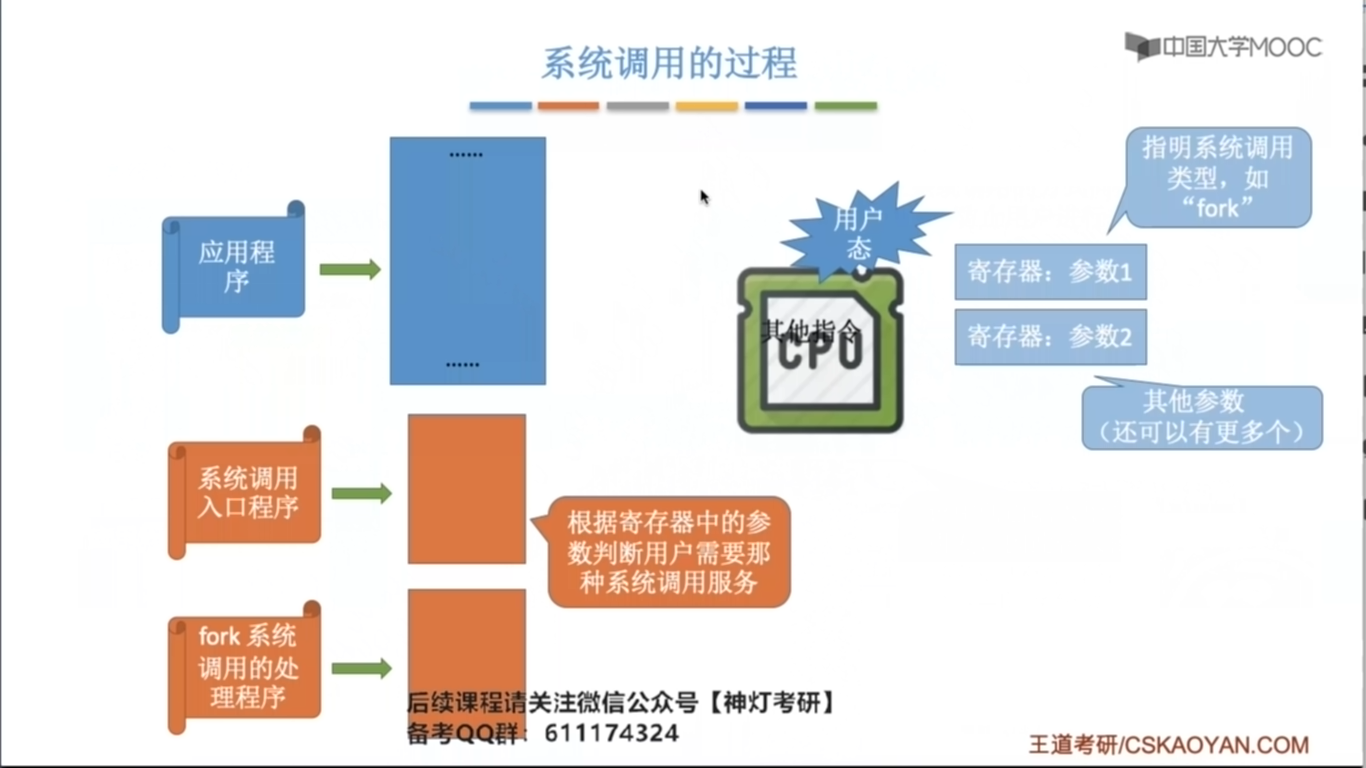 系统调用的过程
中国大学MOOC
……
应用程
序
……
用户
态
其他指令
CPU
指明系统调用
类型，如
“fork”
寄存器：参数1
寄存器：参数2
其他参数
（还可以有更多个）
系统调用
入口程序
根据寄存器中的参
数判断用户需要那
种系统调用服务
fork 系统
调用的处
理程序
后续课程请关注微信公众号【神灯考研】
备考QQ群：611174324
王道考研/CSKAOYAN.COM